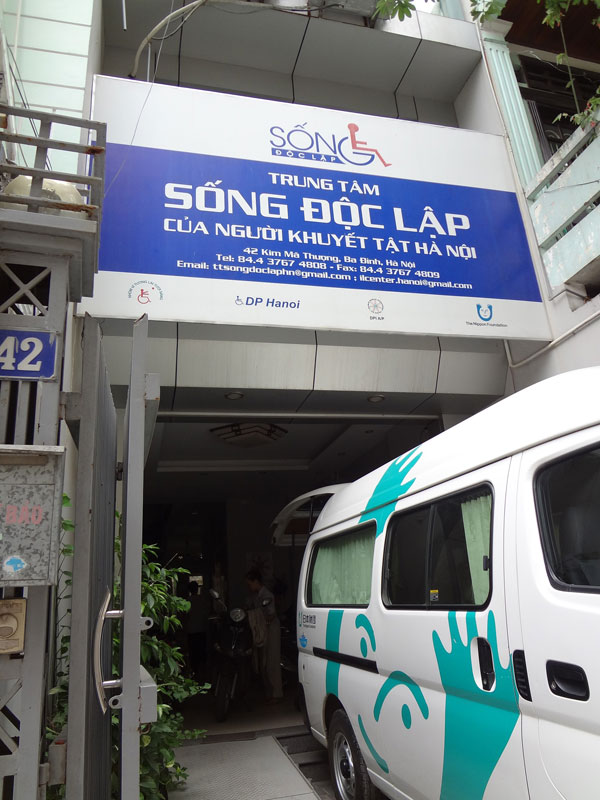 SỐNG
ĐỘC LẬP
TRUNG TÂM
SỐNG ĐỘC LẬP
CỦA NGƯỜI KHUYẾT TẬT HÀ NỘI
42 Kim Mã Thượng, Ba Đình, Hà Nội
Tel: 84.4 3767 4808 - Fax: 84.4 3767 4809
Email: ttsongdoclaphn@gmail.com ; ilcenter.hanoi@gmail.com
DP Hanoi
DPI A/P
The Nippon Foundation
42